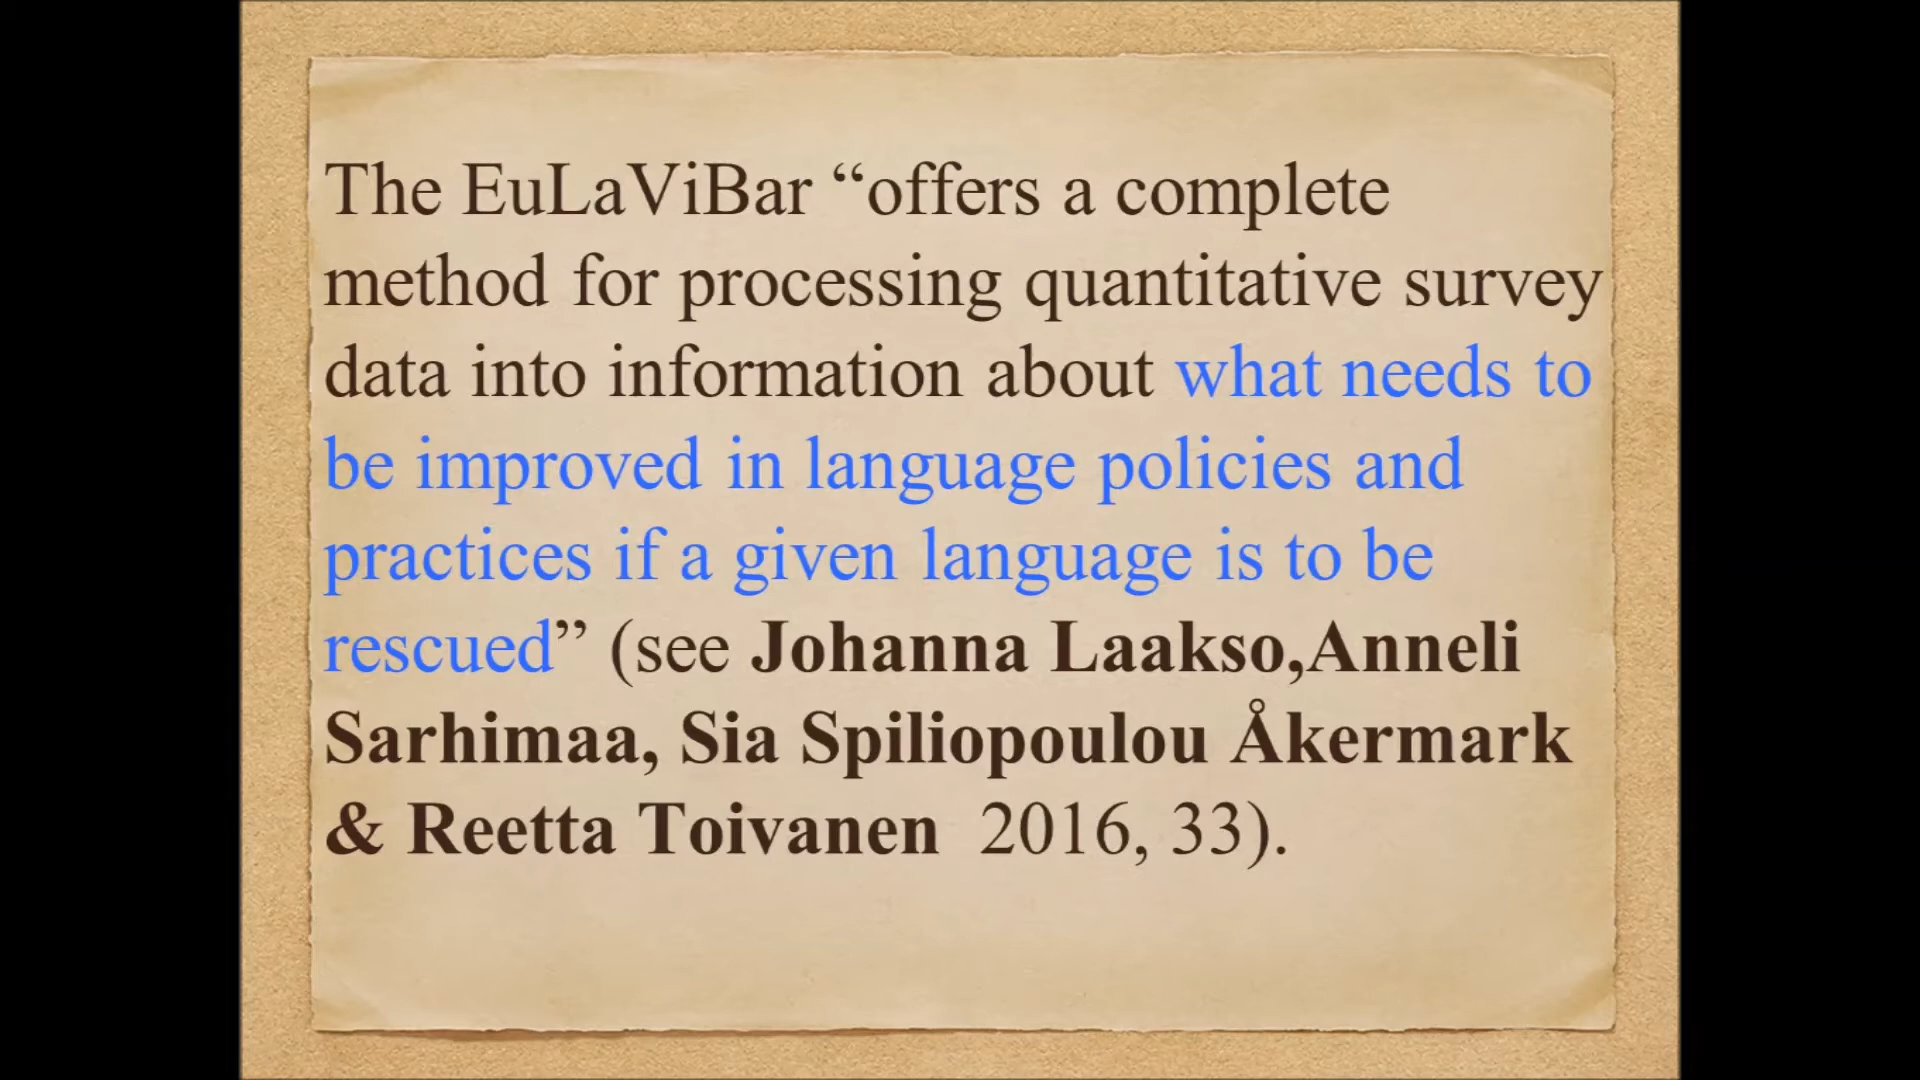 The EuLaViBar “offers a complete
method for processing quantitative survey
data into information about what needs to
be improved in language policies and
practices if a given language is to be
rescued” (see Johanna Laakso,Anneli
Sarhimaa, Sia Spiliopoulou Åkermark
& Reetta Toivanen 2016, 33).